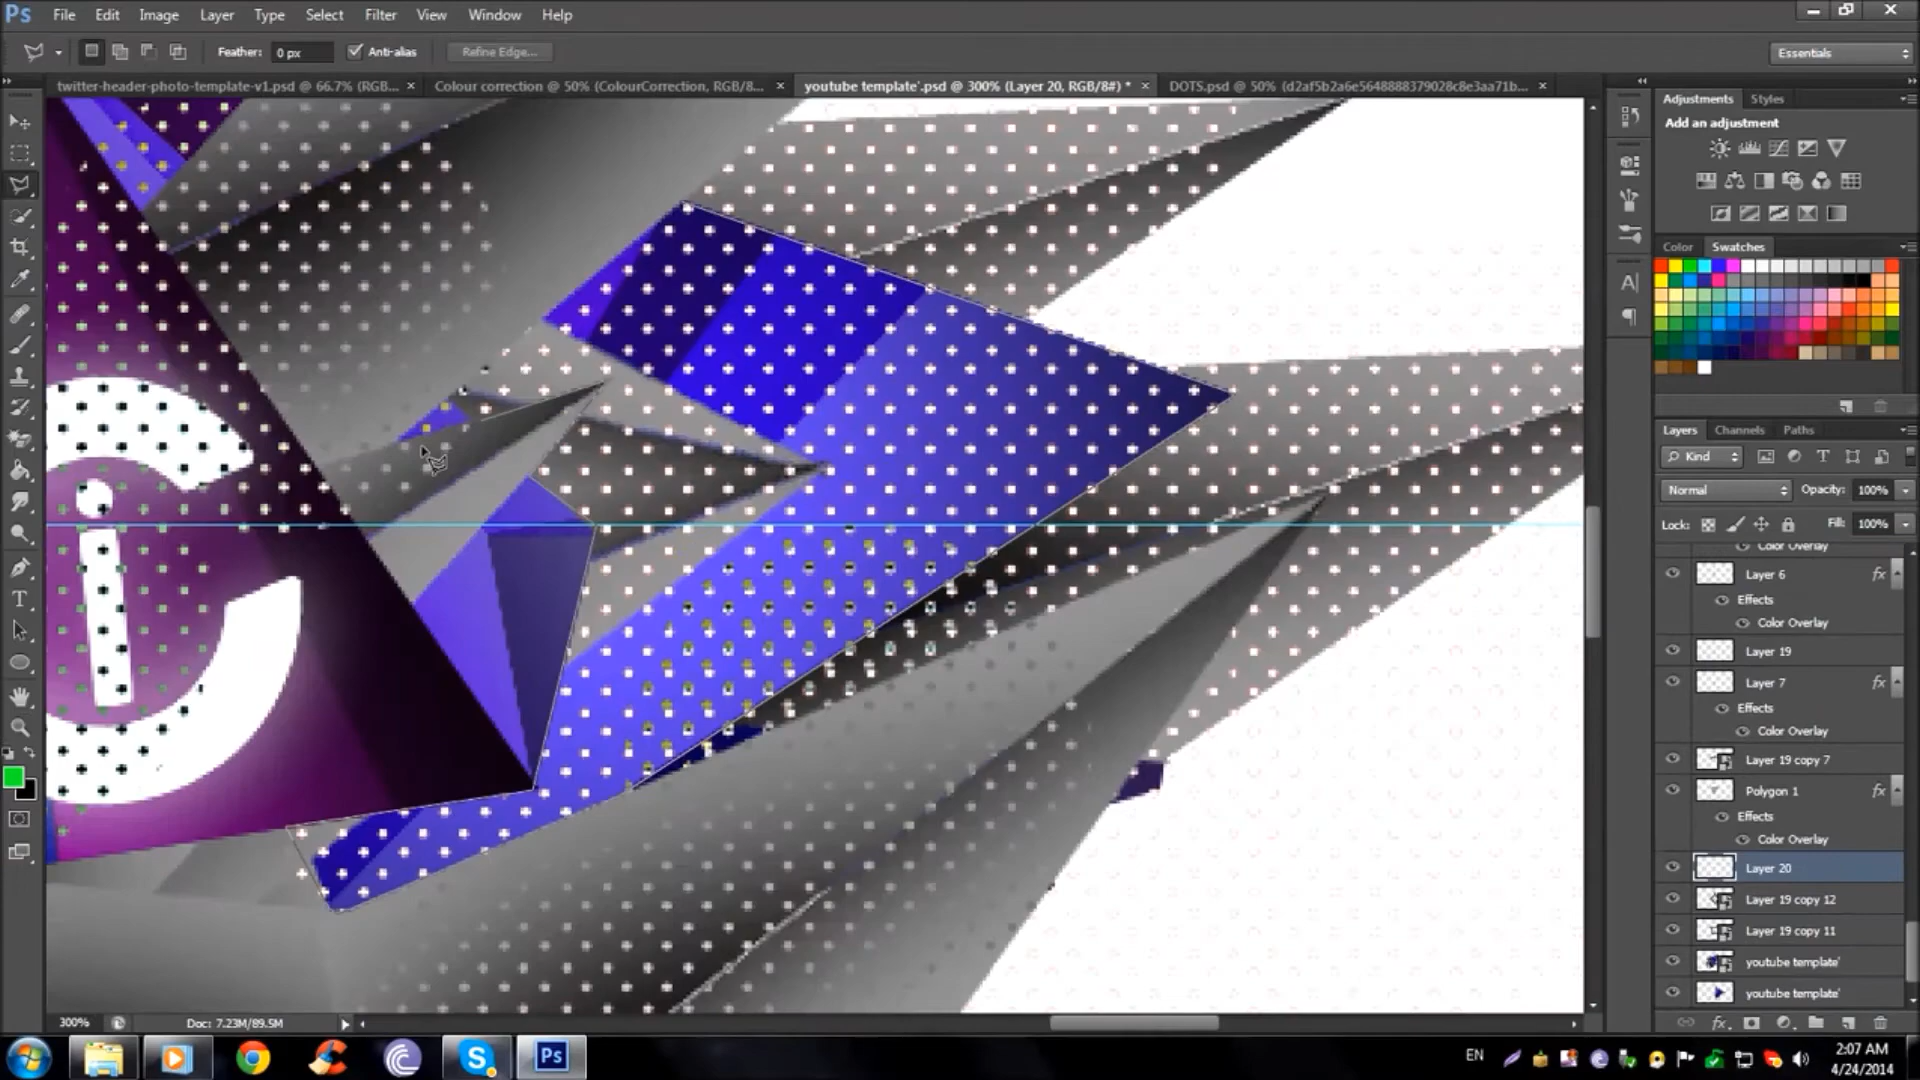 Ps File Edit Image Layer Type Select Filter View Window Help
Feather: 0 px Anti-alias Refine Edge... Essentials
twitter-header-photo-template-v1.psd @ 66.7% (RGB... Colour correction @ 50% (ColourCorrection, RGB/8... youtube template'.psd @ 300% (Layer 20, RGB/8#) * DOTS.psd @ 50% (d2af5b2a6e5648888379028c8e3aa71b...
Adjustments Styles
Add an adjustment
Color Swatches
Layers Channels Paths
Kind
Normal Opacity: 100%
Lock: Fill: 100%
Color Overlay
Layer 6 fx
Effects
Color Overlay
Layer 19
Layer 7 fx
Effects
Color Overlay
Layer 19 copy 7
Polygon 1 fx
Effects
Color Overlay
Layer 20
Layer 19 copy 12
Layer 19 copy 11
youtube template'
youtube template'
300% Doc: 7.23M/89.5M
EN
2:07 AM
4/24/2014